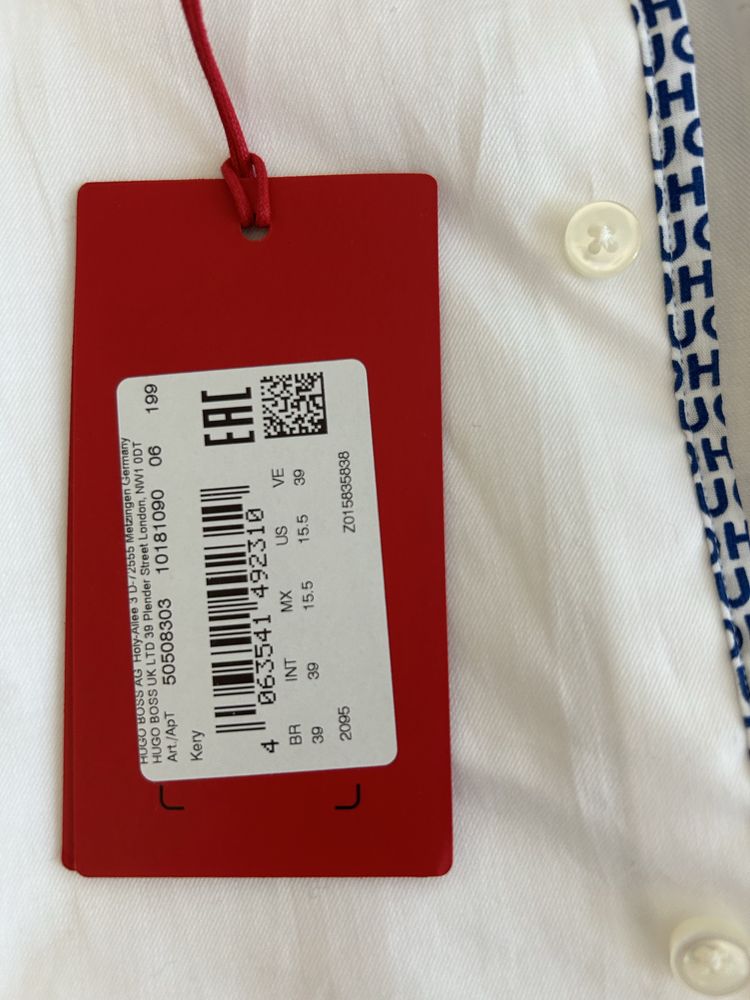 HUGO BOSS AG Holy-Allee 3 D-72555 Metzingen Germany
HUGO BOSS UK LTD 39 Plender Street London, NW1 0DT
Art./ApT 50508303 10181090 06 199
Kery
EAC
4 063541 492310
BR INT MX US VE
39 39 15.5 15.5 39
2095 Z015835838